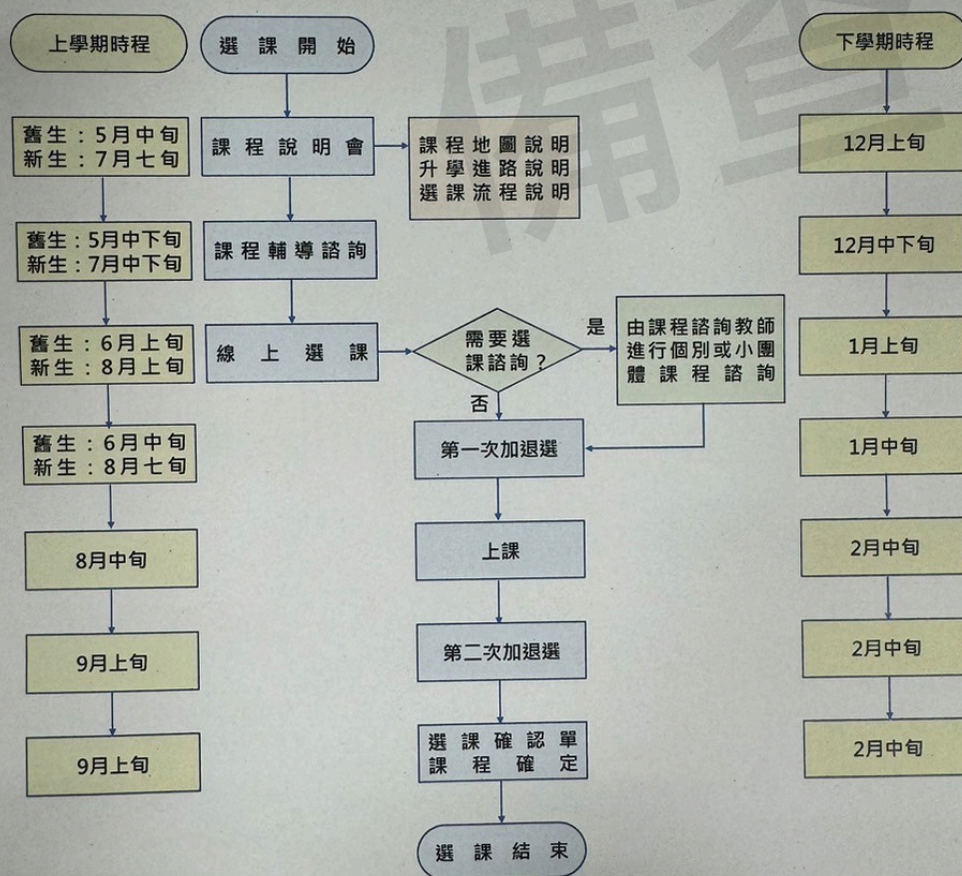 上學期時程
選課開始
下學期時程
備查
舊生：5月中旬
新生：7月七旬
課程說明會
課程地圖說明
升學進路說明
選課流程說明
12月上旬
舊生：5月中下旬
新生：7月中下旬
課程輔導諮詢
12月中下旬
舊生：6月上旬
新生：8月上旬
線上選課
需要選
課諮詢？
是
由課程諮詢教師
進行個別或小團
體課程諮詢
1月上旬
否
舊生：6月中旬
新生：8月七旬
第一次加退選
1月中旬
8月中旬
上課
2月中旬
9月上旬
第二次加退選
2月中旬
9月上旬
選課確認單
課程確定
2月中旬
選課結束